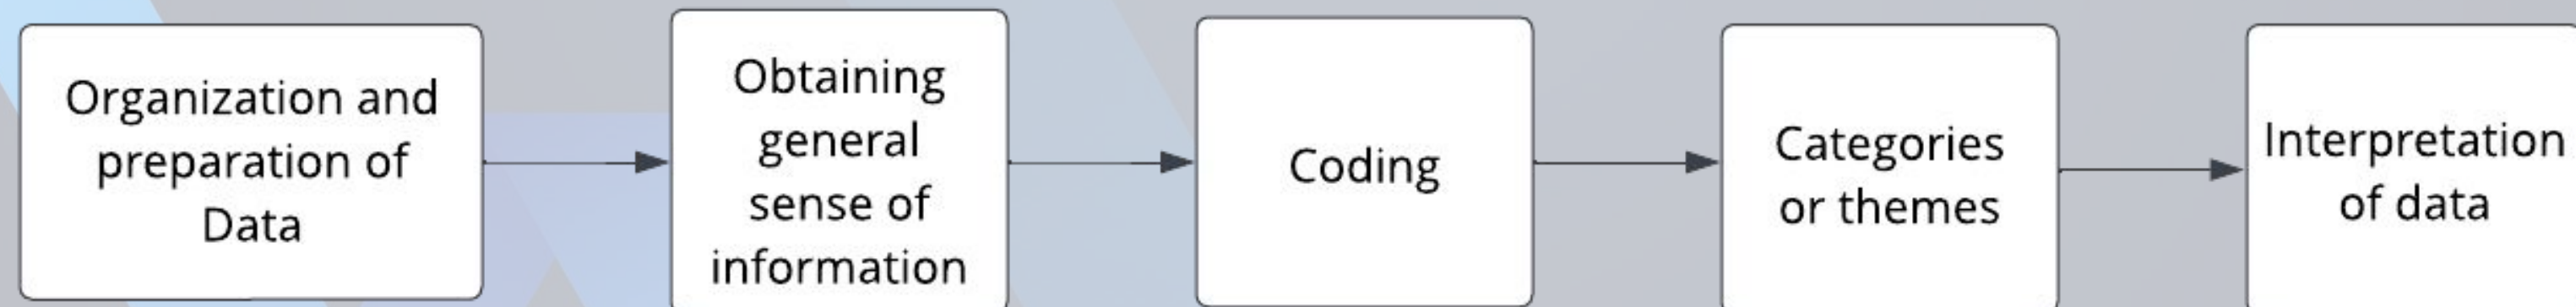 Organization and
preparation of
Data
Obtaining
general
sense of
information
Coding
Categories
or themes
Interpretation
of data